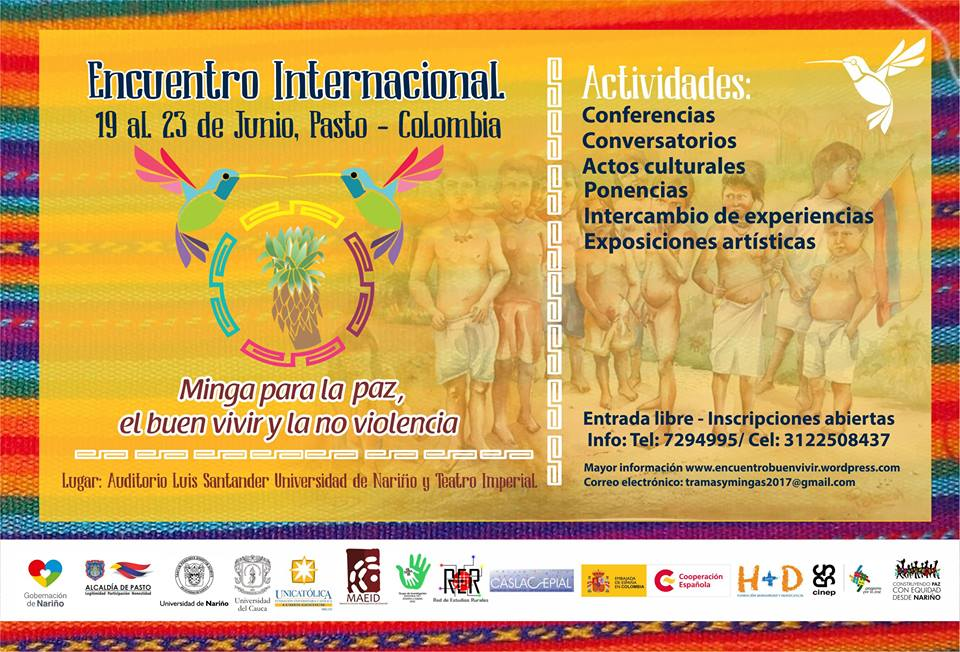 Encuentro Internacional
19 al 23 de Junio, Pasto - Colombia
Minga para la paz,
el buen vivir y la no violencia
Lugar: Auditorio Luis Santander Universidad de Nariño y Teatro Imperial
Actividades:
Conferencias
Conversatorios
Actos culturales
Ponencias
Intercambio de experiencias
Exposiciones artísticas
Entrada libre - Inscripciones abiertas
Info: Tel: 7294995/ Cel: 3122508437
Mayor información www.encuentrobuenvivir.wordpress.com
Correo electrónico: tramasymingas2017@gmail.com
Gobernación
de Nariño
ALCALDÍA DE PASTO
Legitimidad Participación Honestidad
Universidad de Nariño
Universidad
del Cauca
UNICATÓLICA
MAEID
RER
Red de Estudios Rurales
CASLA-CEPIAL
EMBAJADA
DE ESPAÑA
EN COLOMBIA
Cooperación
Española
H+D
cinep
CONSTRUYENDO PAZ
CON EQUIDAD
DESDE NARIÑO